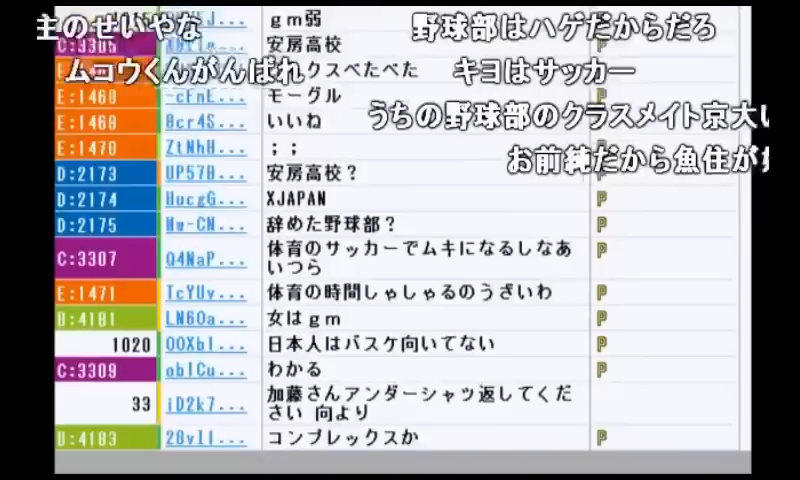 主のせいやな
野球部はハゲだからだろ
gm弱
C:3305
安房高校
P
ムコウくんがんばれ
クスベたべた
キヨはサッカー
E:1460
-cFnE...
モーグル
うちの野球部のクラスメイト京大い
E:1469
8cr4S...
いいね
E:1470
ZtNhH...
；；
お前純だから魚住が
D:2173
UP57B...
安房高校？
P
D:2174
HucgG...
XJAPAN
P
D:2175
Mw-CN...
辞めた野球部？
P
C:3307
Q4NaP...
体育のサッカーでムキになるしなあ
いつら
P
E:1471
TcYUv...
体育の時間しゃしゃるのうざいわ
P
B:4181
LN6Oa...
女はgm
P
1020
OOXbl...
日本人はバスケ向いてない
P
C:3309
oblCu...
わかる
P
33
iD2k7...
加藤さんアンダーシャツ返してくだ
さい 向より
D:4183
28vll...
コンプレックスか
P